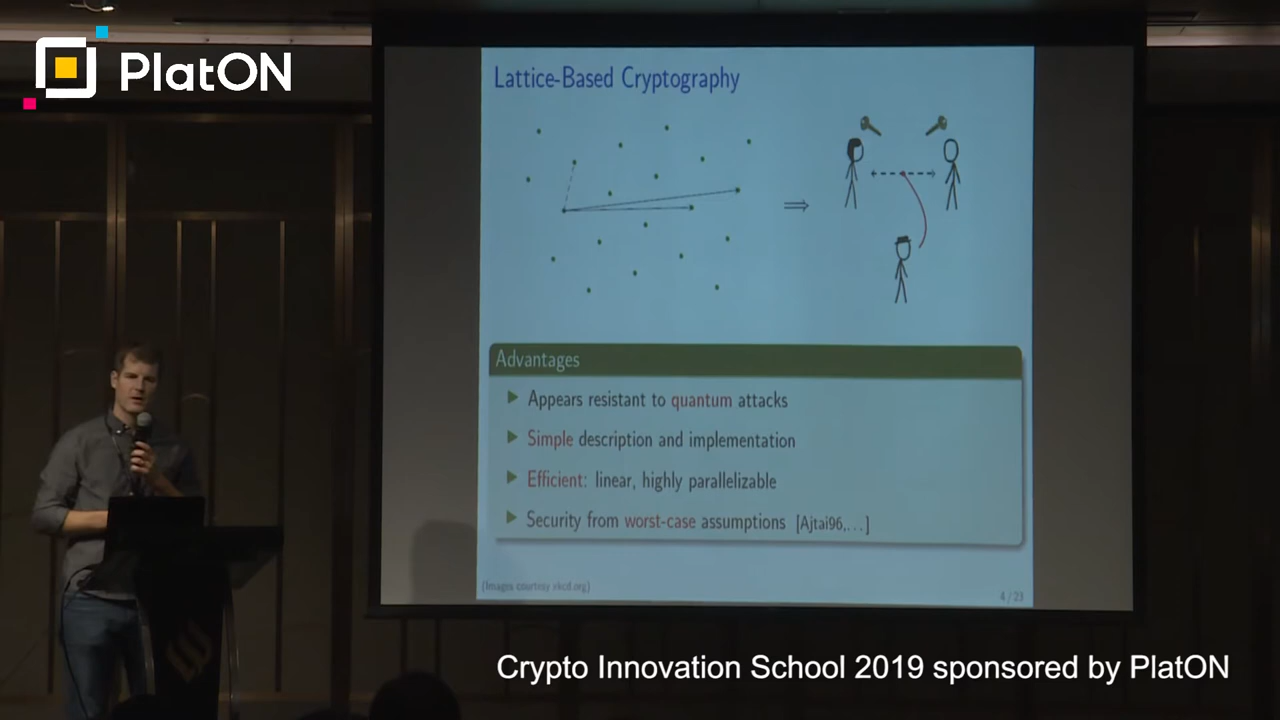 PlatON
Lattice-Based Cryptography
Advantages
Appears resistant to quantum attacks
Simple description and implementation
Efficient: linear, highly parallelizable
Security from worst-case assumptions [Ajtai96,...]
(Images courtesy xkcd.org)
4 / 23
Crypto Innovation School 2019 sponsored by PlatON